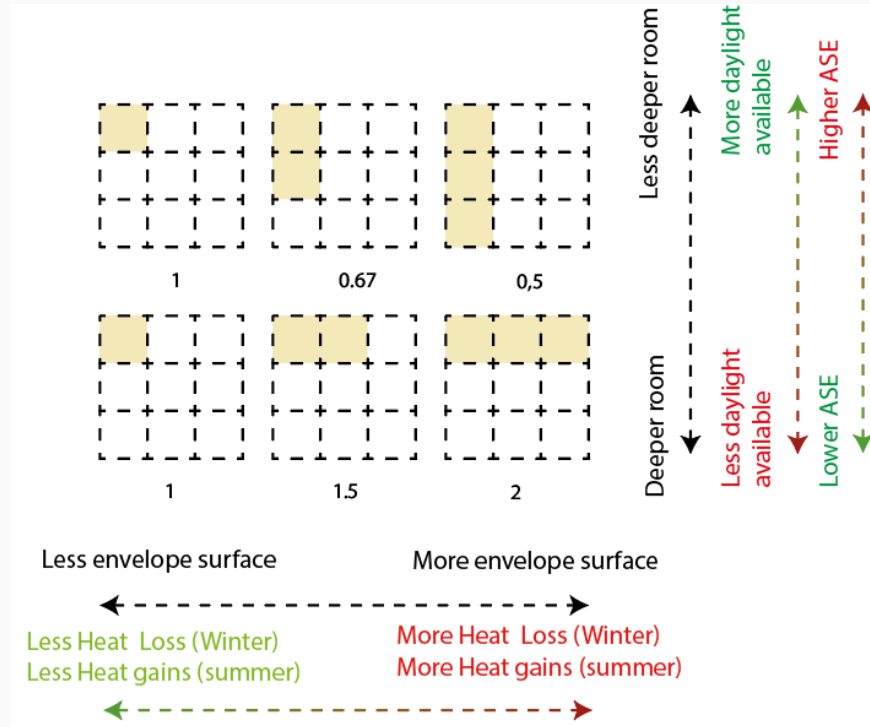 1
0.67
0,5
1
1.5
2
Less deeper room
Deeper room
More daylight
available
Less daylight
available
Higher ASE
Lower ASE
Less envelope surface
More envelope surface
Less Heat Loss (Winter)
Less Heat gains (summer)
More Heat Loss (Winter)
More Heat gains (summer)